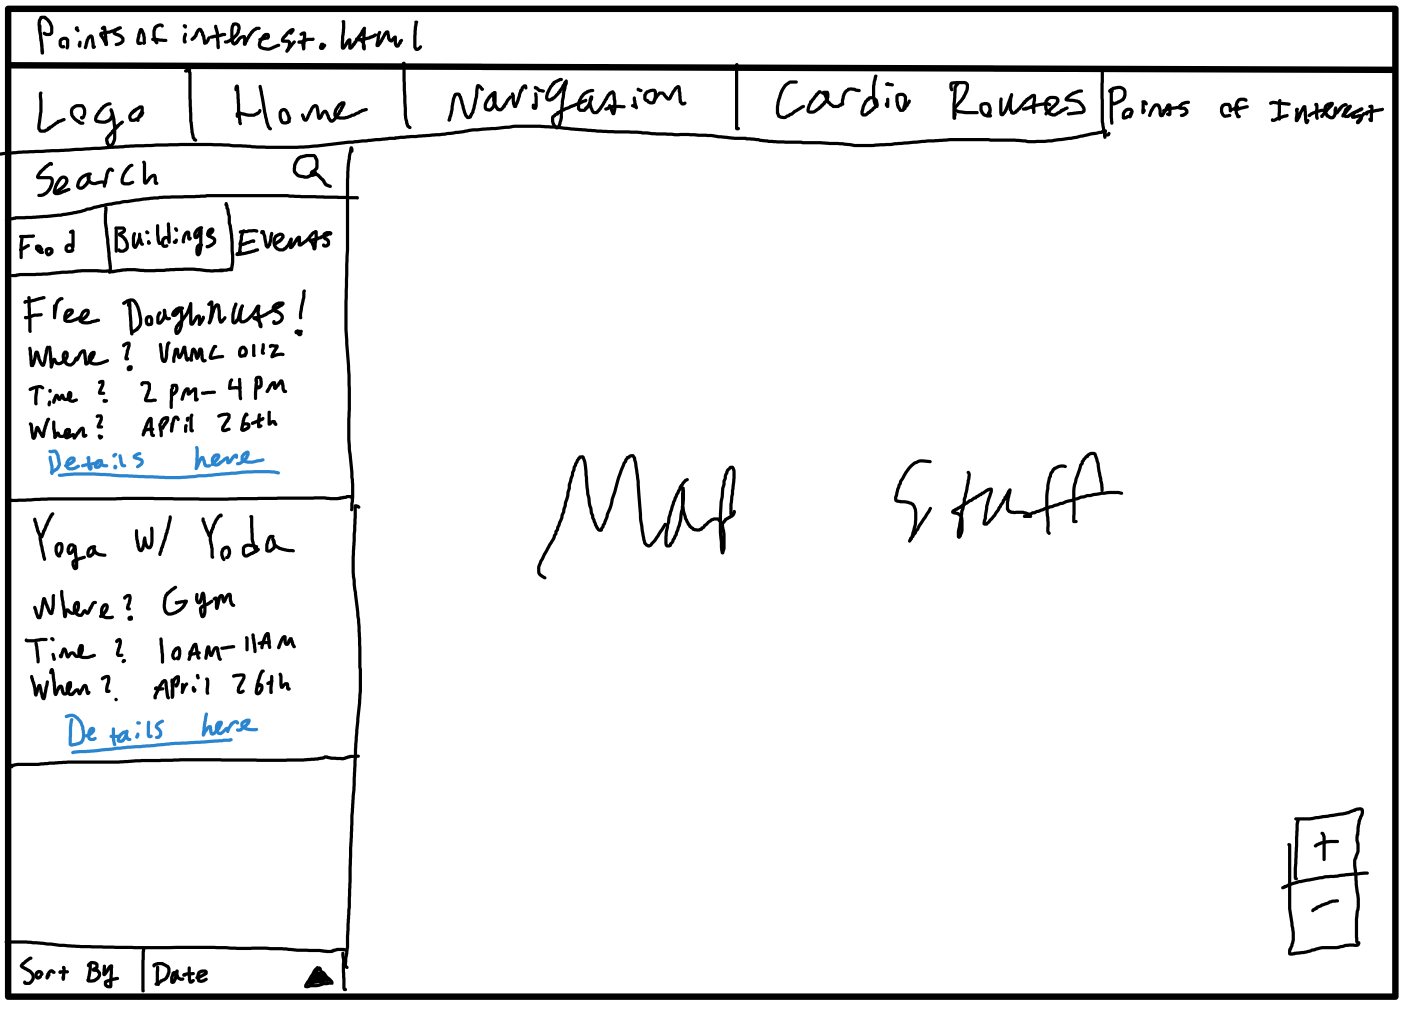 Points of interest.html
Logo Home Navigation Cardio Routes Points of Interest
Search
Food Buildings Events
Free Doughnuts!
Where? VMMC 0112
Time? 2 PM-4 PM
When? April 26th
Details here
Yoga w/ Yoda
Where? Gym
Time? 10AM-11AM
When? April 26th
Details here
Map Stuff
+
-
Sort By Date